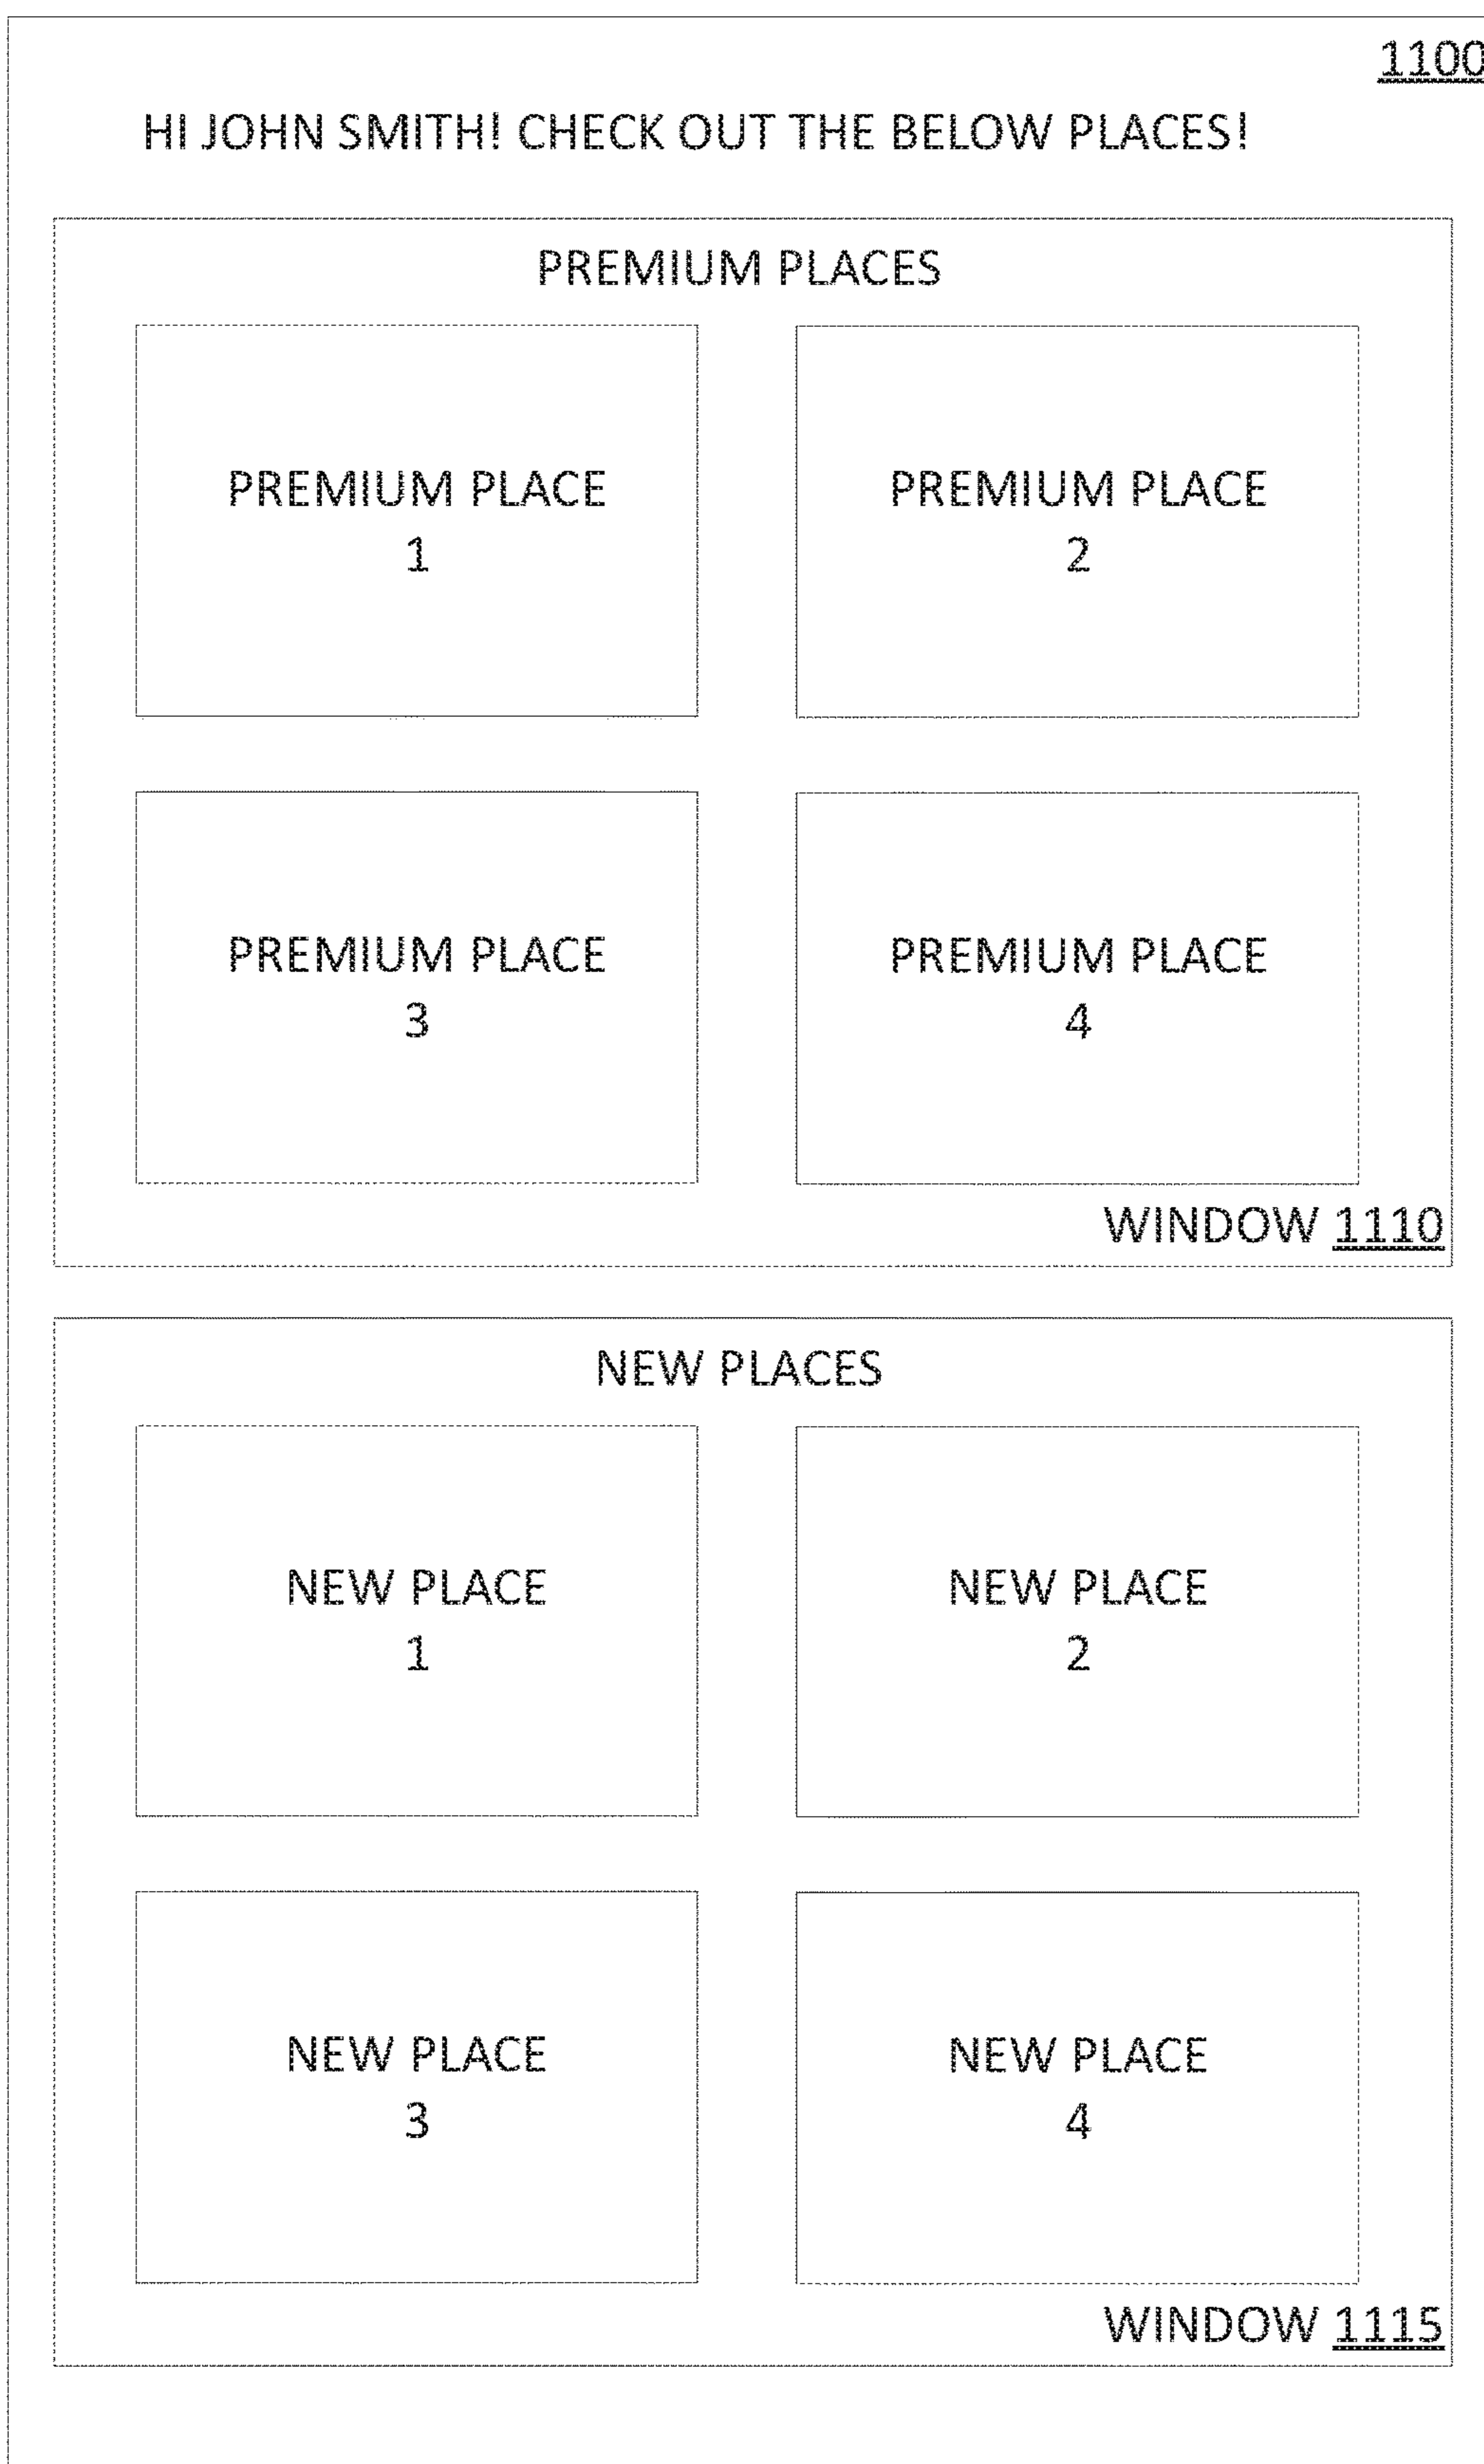 1100
HI JOHN SMITH! CHECK OUT THE BELOW PLACES!
PREMIUM PLACES
PREMIUM PLACE
1
PREMIUM PLACE
2
PREMIUM PLACE
3
PREMIUM PLACE
4
WINDOW 1110
NEW PLACES
NEW PLACE
1
NEW PLACE
2
NEW PLACE
3
NEW PLACE
4
WINDOW 1115